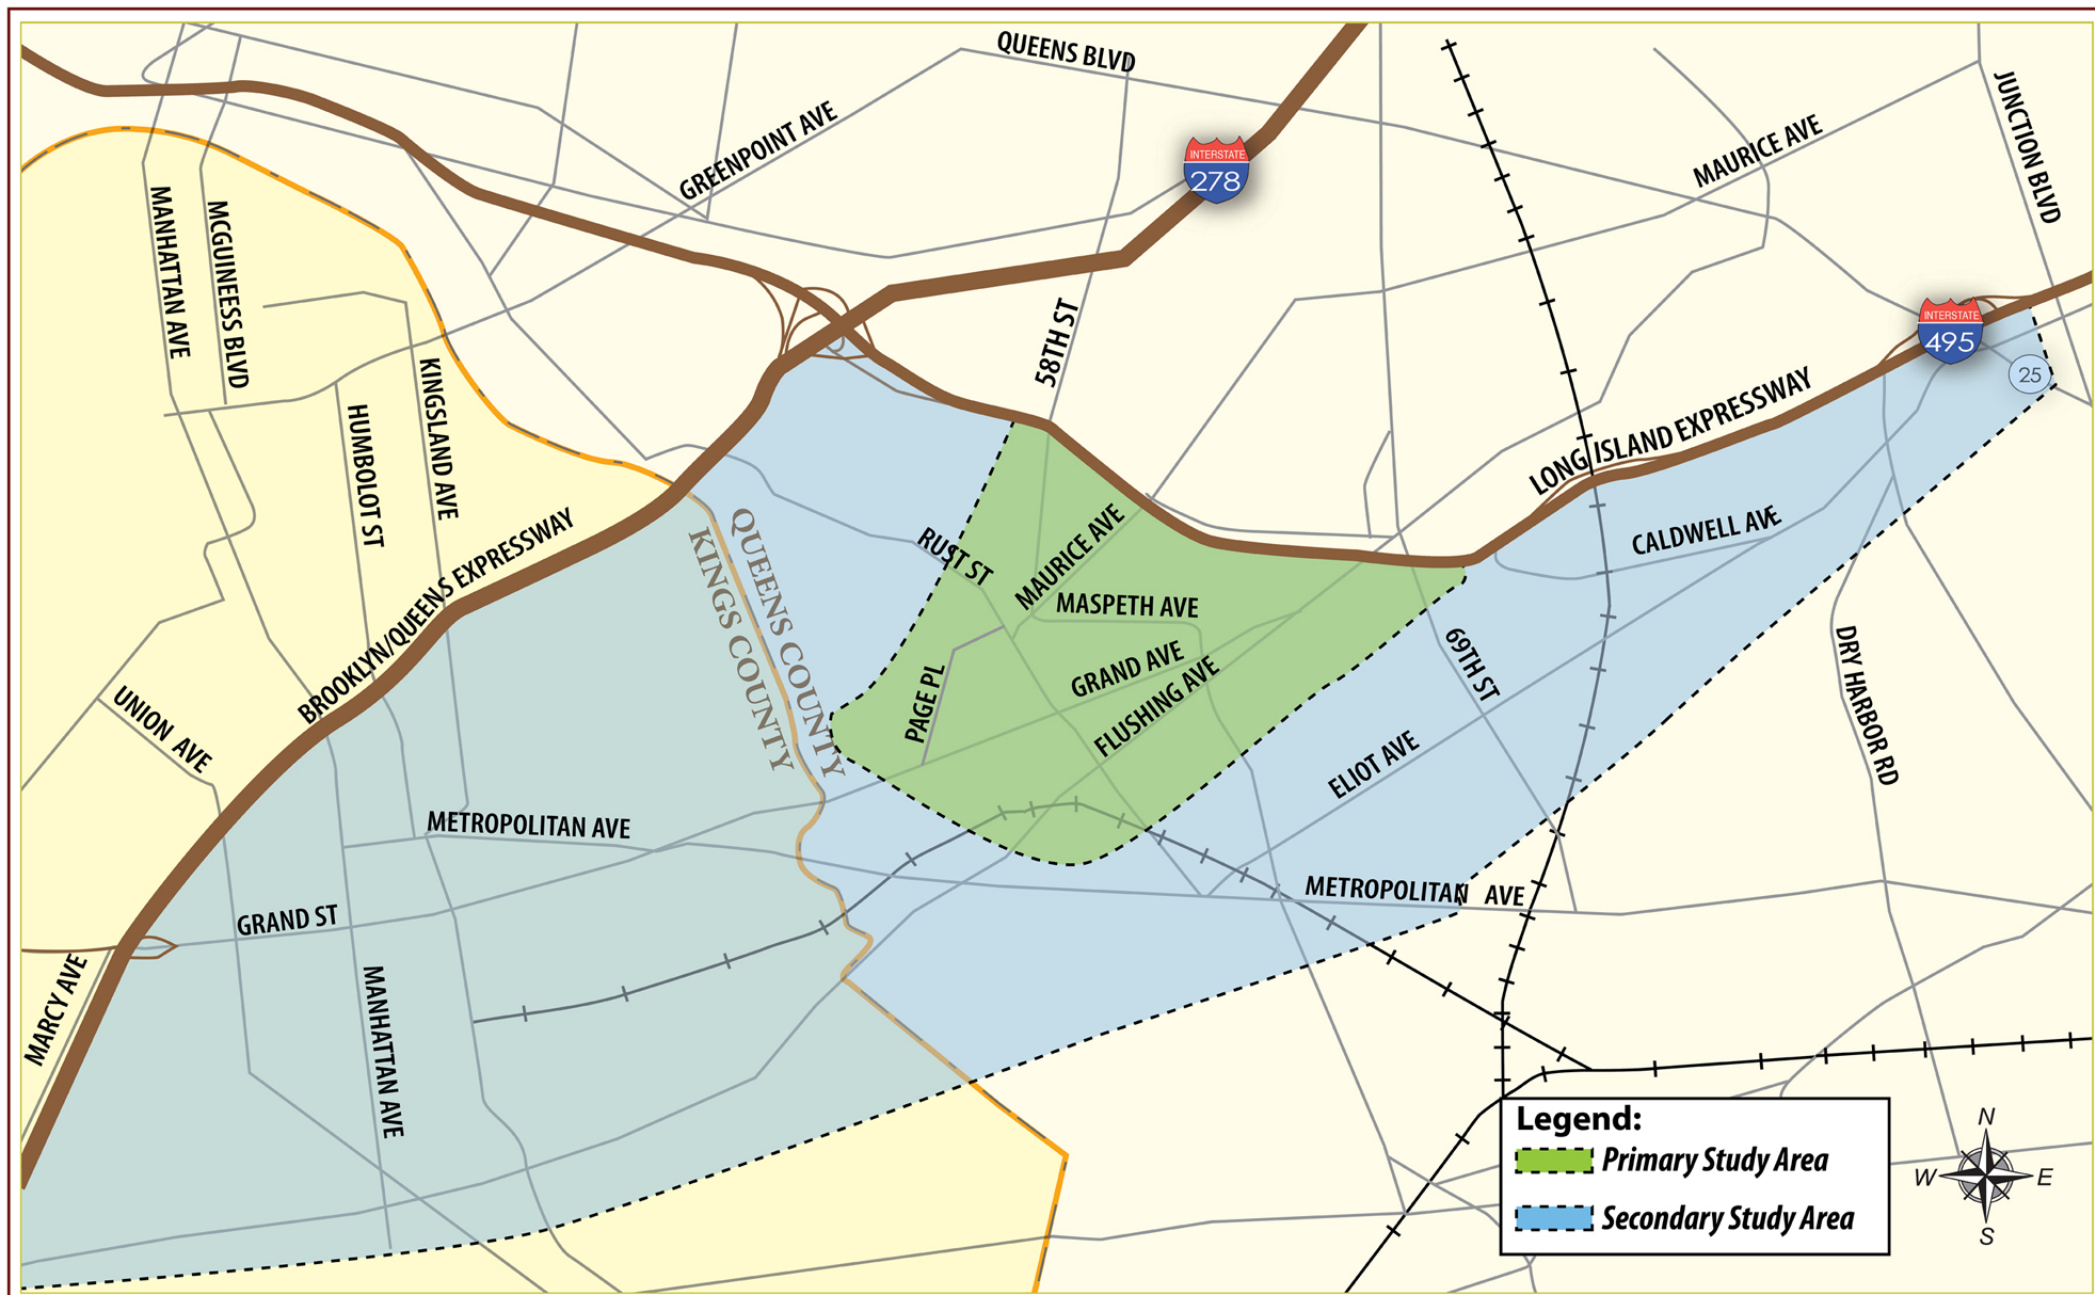 QUEENS BLVD
JUNCTION BLVD
GREENPOINT AVE
MAURICE AVE
INTERSTATE
278
MANHATTAN AVE
MCGUINEESS BLVD
58TH ST
INTERSTATE
495
25
KINGSLAND AVE
HUMBOLOT ST
LONG ISLAND EXPRESSWAY
BROOKLYN/QUEENS EXPRESSWAY
QUEENS COUNTY
KINGS COUNTY
RUST ST
MAURICE AVE
CALDWELL AVE
MASPETH AVE
69TH ST
DRY HARBOR RD
GRAND AVE
FLUSHING AVE
PAGE PL
UNION AVE
ELIOT AVE
METROPOLITAN AVE
METROPOLITAN AVE
GRAND ST
MARCY AVE
MANHATTAN AVE
Legend:
Primary Study Area
Secondary Study Area
N
W
E
S